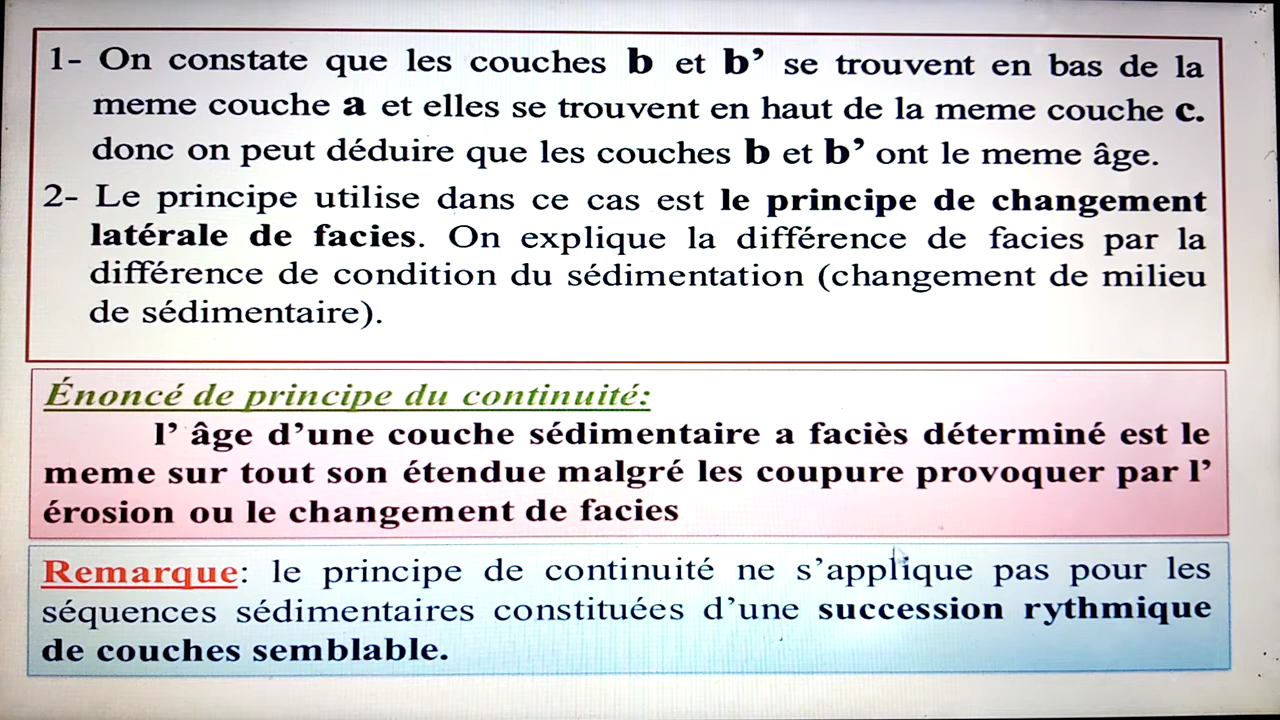 1- On constate que les couches b et b’ se trouvent en bas de la
meme couche a et elles se trouvent en haut de la meme couche c.
donc on peut déduire que les couches b et b’ ont le meme âge.
2- Le principe utilise dans ce cas est le principe de changement
latérale de facies. On explique la différence de facies par la
différence de condition du sédimentation (changement de milieu
de sédimentaire).
Énoncé de principe du continuité:
l’ âge d’une couche sédimentaire a faciès déterminé est le
meme sur tout son étendue malgré les coupure provoquer par l’
érosion ou le changement de facies
Remarque: le principe de continuité ne s’applique pas pour les
séquences sédimentaires constituées d’une succession rythmique
de couches semblable.